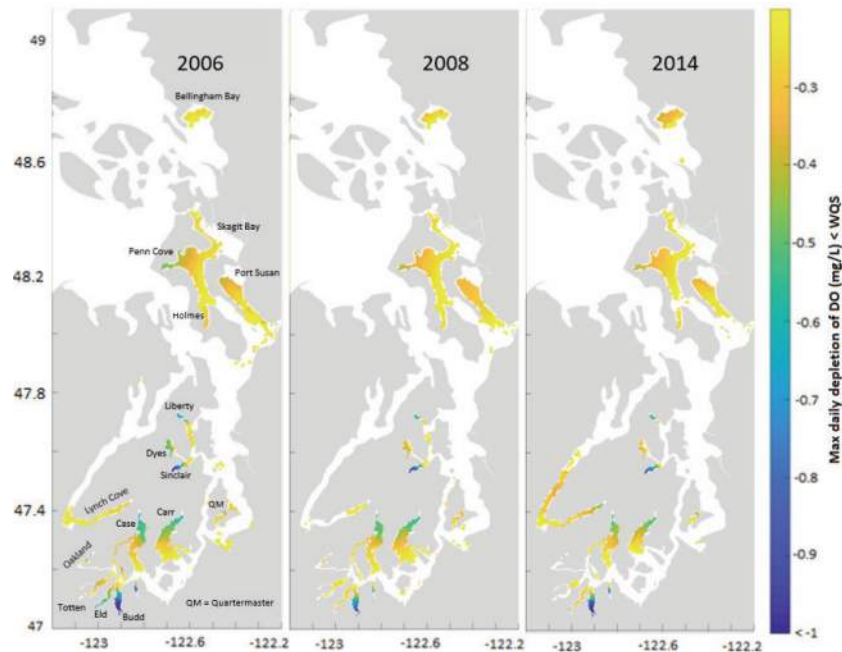 49
48.6
48.2
47.8
47.4
47
2006
2008
2014
Bellingham Bay
Skagit Bay
Penn Cove
Port Susan
Holmes
Liberty
Dyes
Sinclair
Lynch Cove
QM
Case
Carr
Oakland
Totten
Eld
Budd
QM = Quartermaster
-123
-122.6
-122.2
-123
-122.6
-122.2
-123
-122.6
-122.2
-0.3
-0.4
-0.5
-0.6
-0.7
-0.8
-0.9
< -1
Max daily depletion of DO (mg/L) < WQS